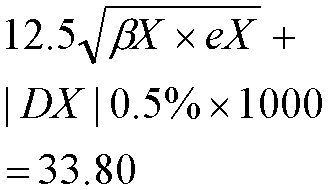 12.5√βX × eX +
| DX | 0.5% × 1000
= 33.80